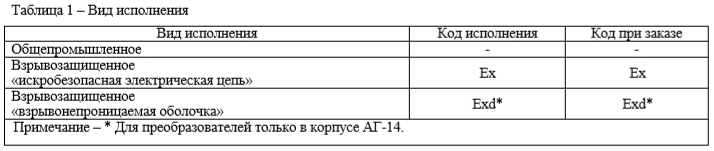 Таблица 1 – Вид исполнения
Вид исполнения Код исполнения Код при заказе
Общепромышленное - -
Взрывозащищенное
«искробезопасная электрическая цепь» Ex Ex
Взрывозащищенное
«взрывонепроницаемая оболочка» Exd* Exd*
Примечание – * Для преобразователей только в корпусе АГ-14.